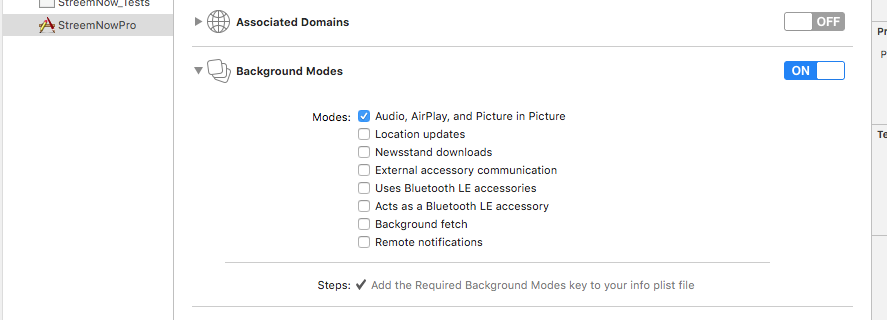 StreemNow_Tests
StreemNowPro
Associated Domains
OFF
Background Modes
ON
Modes:
Audio, AirPlay, and Picture in Picture
Location updates
Newsstand downloads
External accessory communication
Uses Bluetooth LE accessories
Acts as a Bluetooth LE accessory
Background fetch
Remote notifications
Steps: ✓ Add the Required Background Modes key to your info plist file
Pr
P
Te